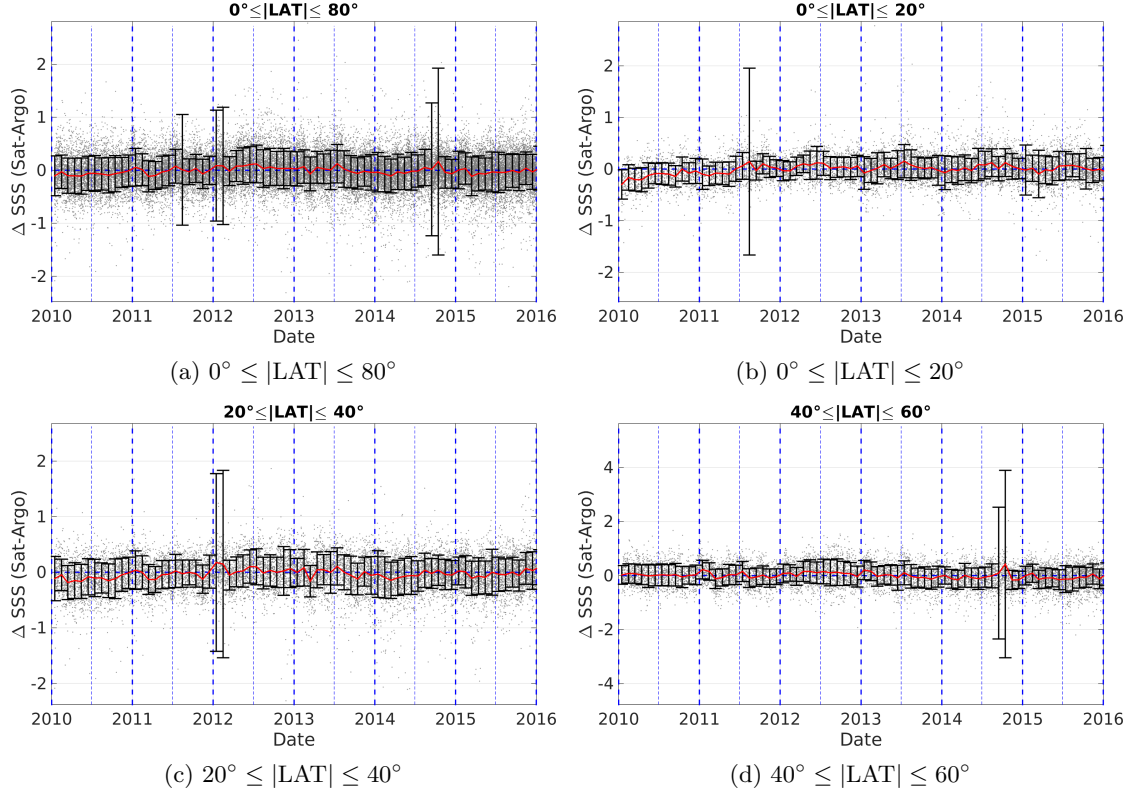 0°≤|LAT|≤ 80°
Δ SSS (Sat-Argo)
2
1
0
-1
-2
2010 2011 2012 2013 2014 2015 2016
Date
(a) 0° ≤ |LAT| ≤ 80°
0°≤|LAT|≤ 20°
Δ SSS (Sat-Argo)
2
1
0
-1
-2
2010 2011 2012 2013 2014 2015 2016
Date
(b) 0° ≤ |LAT| ≤ 20°
20°≤|LAT|≤ 40°
Δ SSS (Sat-Argo)
2
1
0
-1
-2
2010 2011 2012 2013 2014 2015 2016
Date
(c) 20° ≤ |LAT| ≤ 40°
40°≤|LAT|≤ 60°
Δ SSS (Sat-Argo)
4
2
0
-2
-4
2010 2011 2012 2013 2014 2015 2016
Date
(d) 40° ≤ |LAT| ≤ 60°